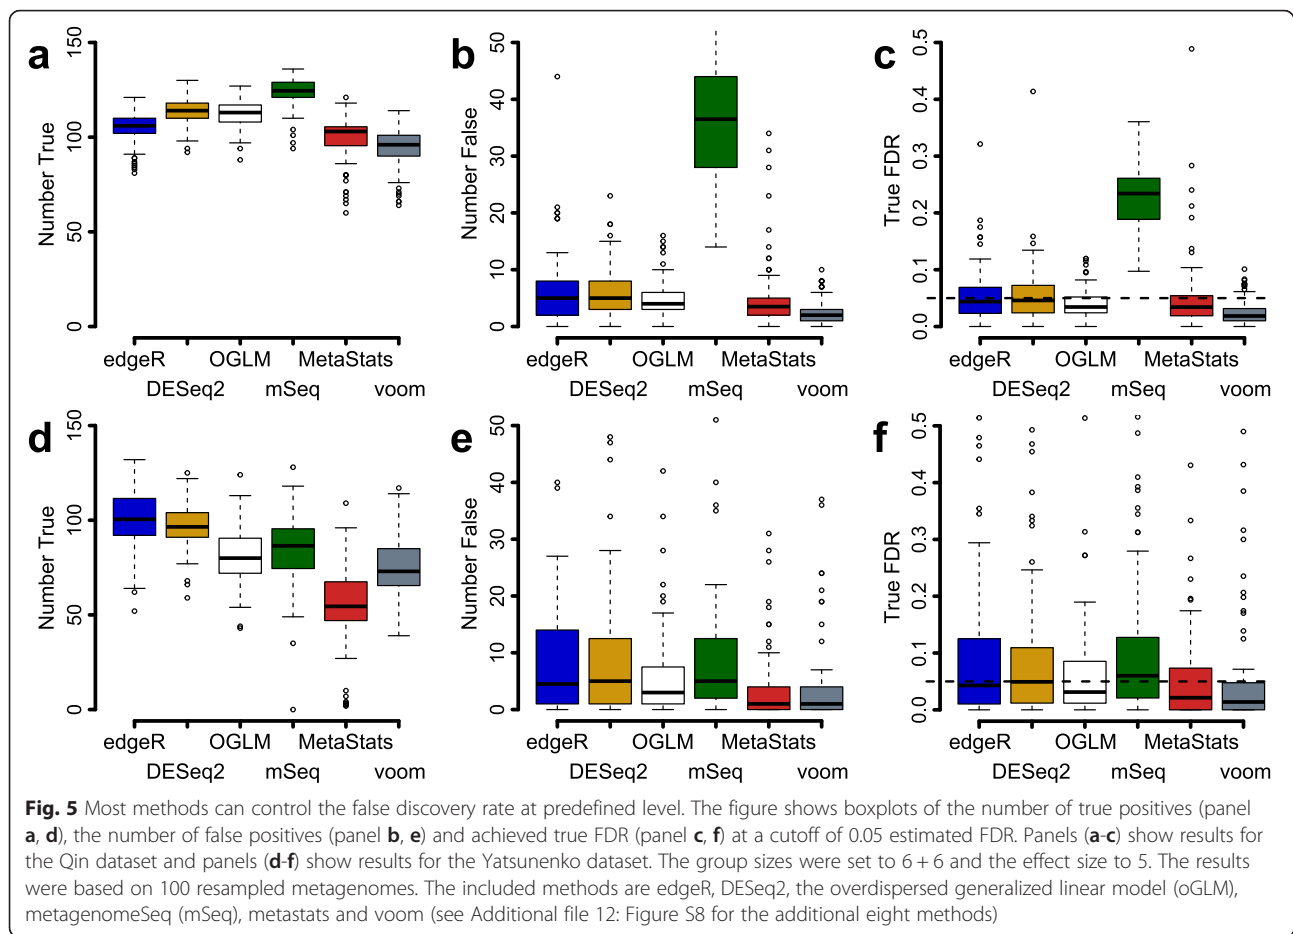 a
Number True
0 50 100 150
edgeR OGLM MetaStats
DESeq2 mSeq voom
b
Number False
0 10 20 30 40 50
edgeR OGLM MetaStats
DESeq2 mSeq voom
c
True FDR
0.0 0.1 0.2 0.3 0.4 0.5
edgeR OGLM MetaStats
DESeq2 mSeq voom
d
Number True
0 50 100 150
edgeR OGLM MetaStats
DESeq2 mSeq voom
e
Number False
0 10 20 30 40 50
edgeR OGLM MetaStats
DESeq2 mSeq voom
f
True FDR
0.0 0.1 0.2 0.3 0.4 0.5
edgeR OGLM MetaStats
DESeq2 mSeq voom
Fig. 5 Most methods can control the false discovery rate at predefined level. The figure shows boxplots of the number of true positives (panel
a, d), the number of false positives (panel b, e) and achieved true FDR (panel c, f) at a cutoff of 0.05 estimated FDR. Panels (a-c) show results for
the Qin dataset and panels (d-f) show results for the Yatsunenko dataset. The group sizes were set to 6 + 6 and the effect size to 5. The results
were based on 100 resampled metagenomes. The included methods are edgeR, DESeq2, the overdispersed generalized linear model (oGLM),
metagenomeSeq (mSeq), metastats and voom (see Additional file 12: Figure S8 for the additional eight methods)